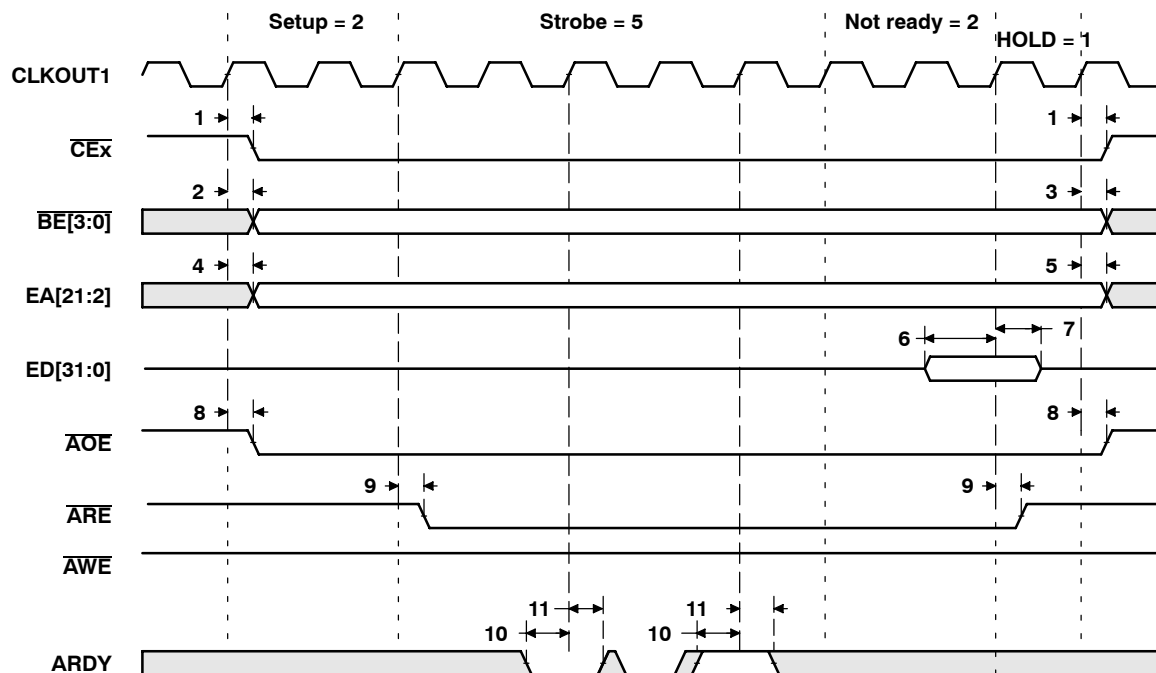 Setup = 2 Strobe = 5 Not ready = 2
HOLD = 1
CLKOUT1
1 1
CEx
2 3
BE[3:0]
4 5
EA[21:2]
6 7
ED[31:0]
8 8
AOE
9 9
ARE
AWE
11 11
10 10
ARDY